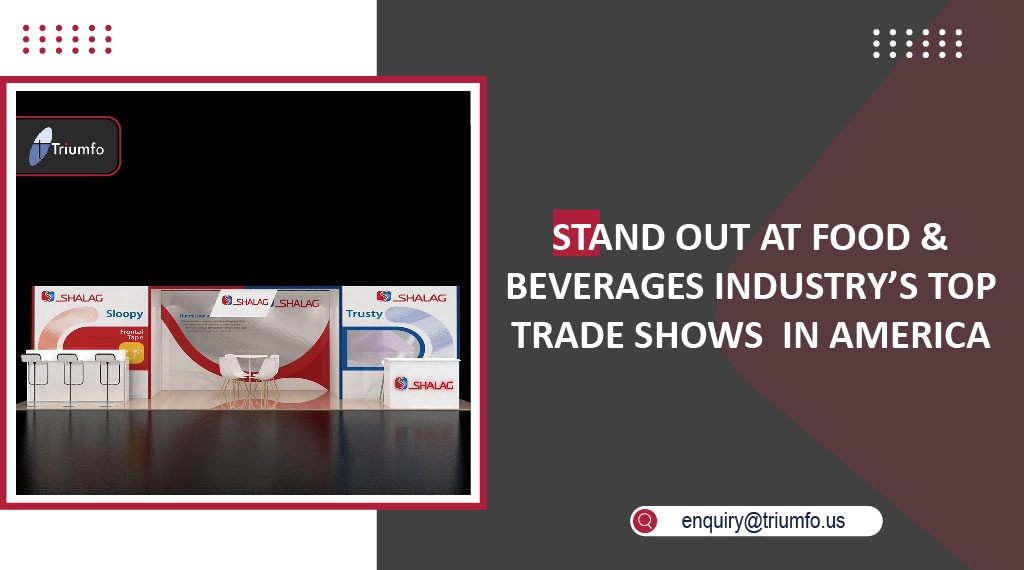 Triumfo
STAND OUT AT FOOD &
BEVERAGES INDUSTRY’S TOP
TRADE SHOWS  IN AMERICA
SHALAG
SHALAG
SHALAG
SHALAG
Sloopy
Trusty
Frontal
Tape
SHALAG
enquiry@triumfo.us